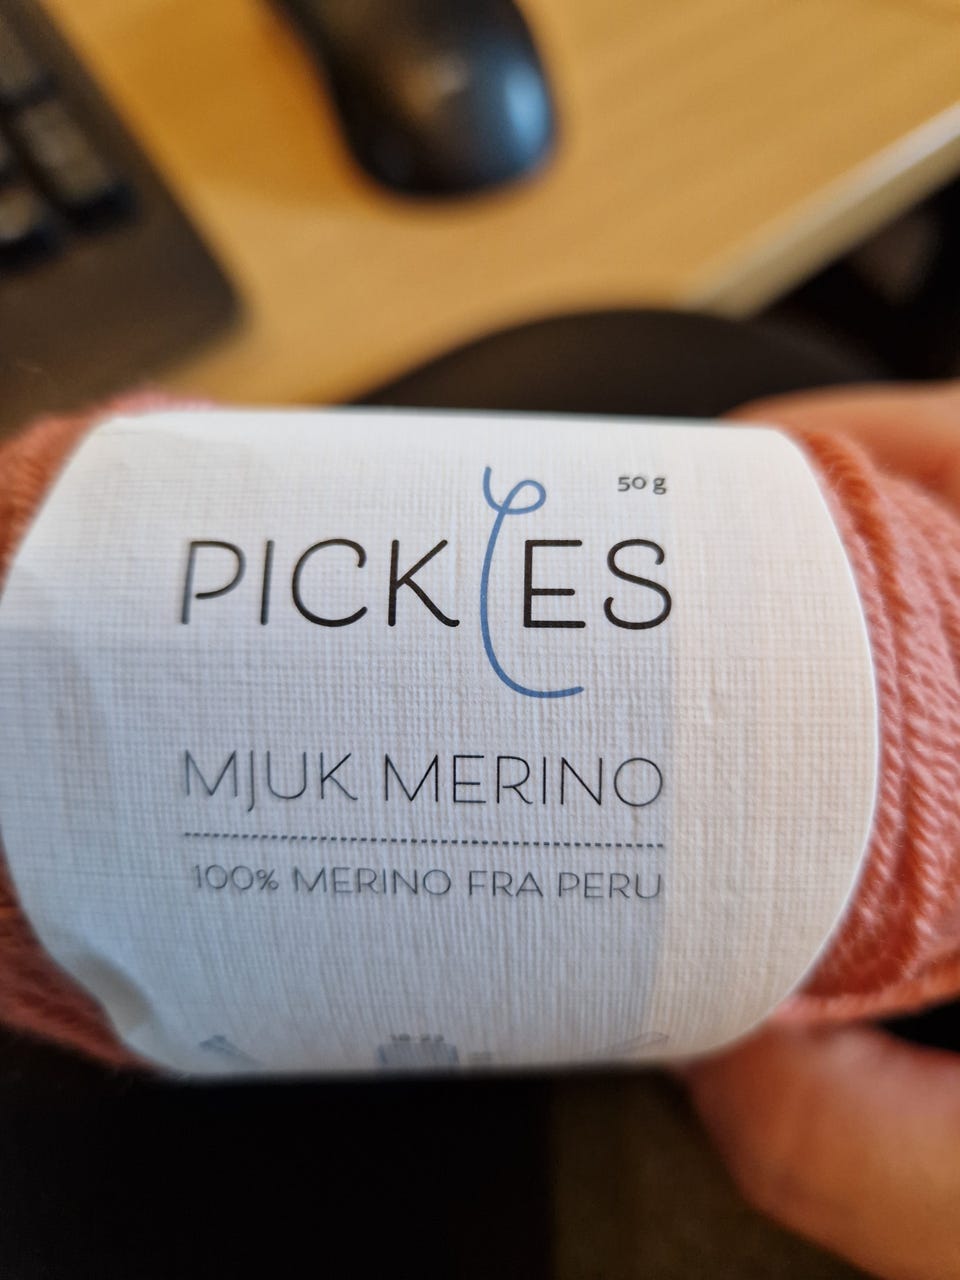 50 g
PICKLES
MJUK MERINO
100% MERINO FRA PERU